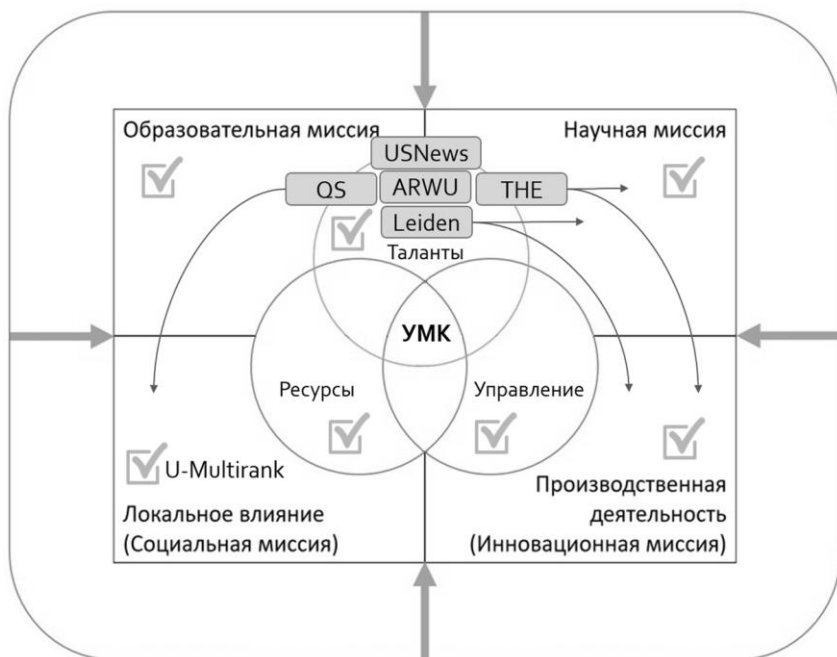 Образовательная миссия
Научная миссия
USNews
QS
ARWU
THE
Leiden
Таланты
УМК
Ресурсы
Управление
U-Multirank
Локальное влияние
(Социальная миссия)
Производственная
деятельность
(Инновационная миссия)